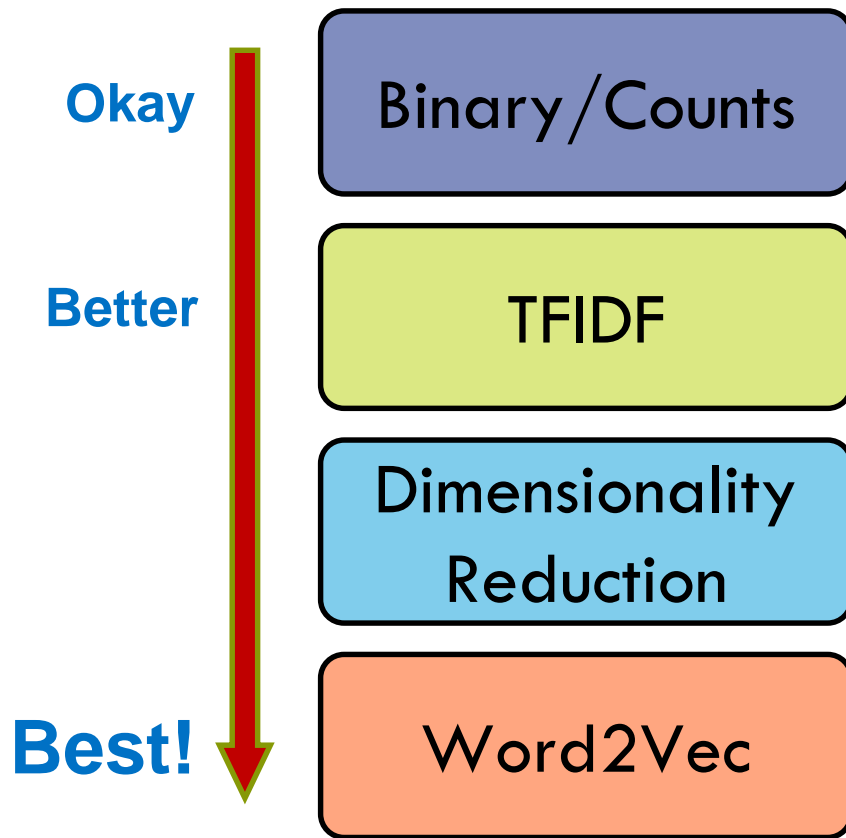 Okay
Binary/Counts
Better
TFIDF
Dimensionality
Reduction
Best!
Word2Vec